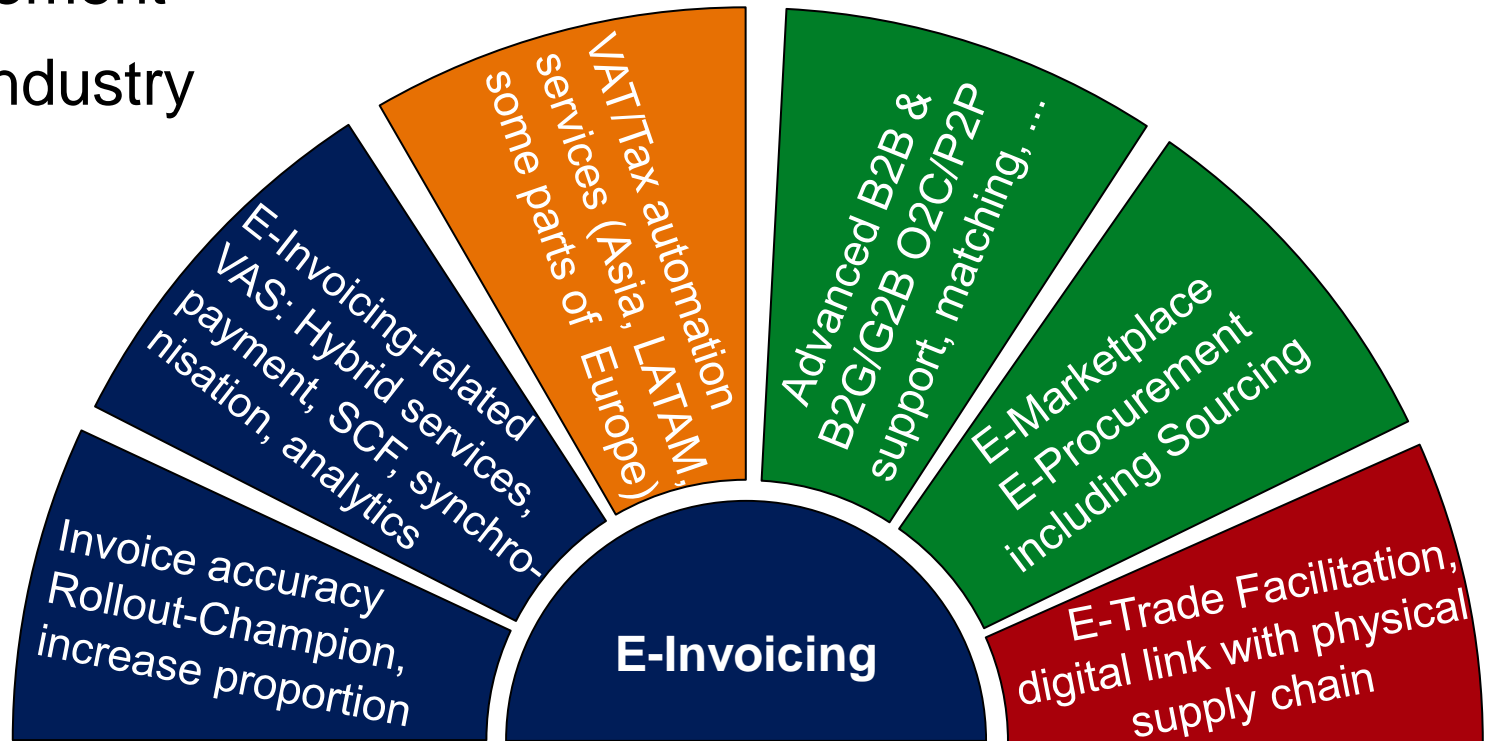 ement
ndustry
Invoice accuracy
Rollout-Champion,
increase proportion
E-Invoicing-related
VAS: Hybrid services,
payment, SCF, synchro-
nisation, analytics
VAT/Tax automation
services (Asia, LATAM,
some parts of Europe)
Advanced B2B &
B2G/G2B O2C/P2P
support, matching, ...
E-Marketplace
E-Procurement
including Sourcing
E-Trade Facilitation,
digital link with physical
supply chain
E-Invoicing